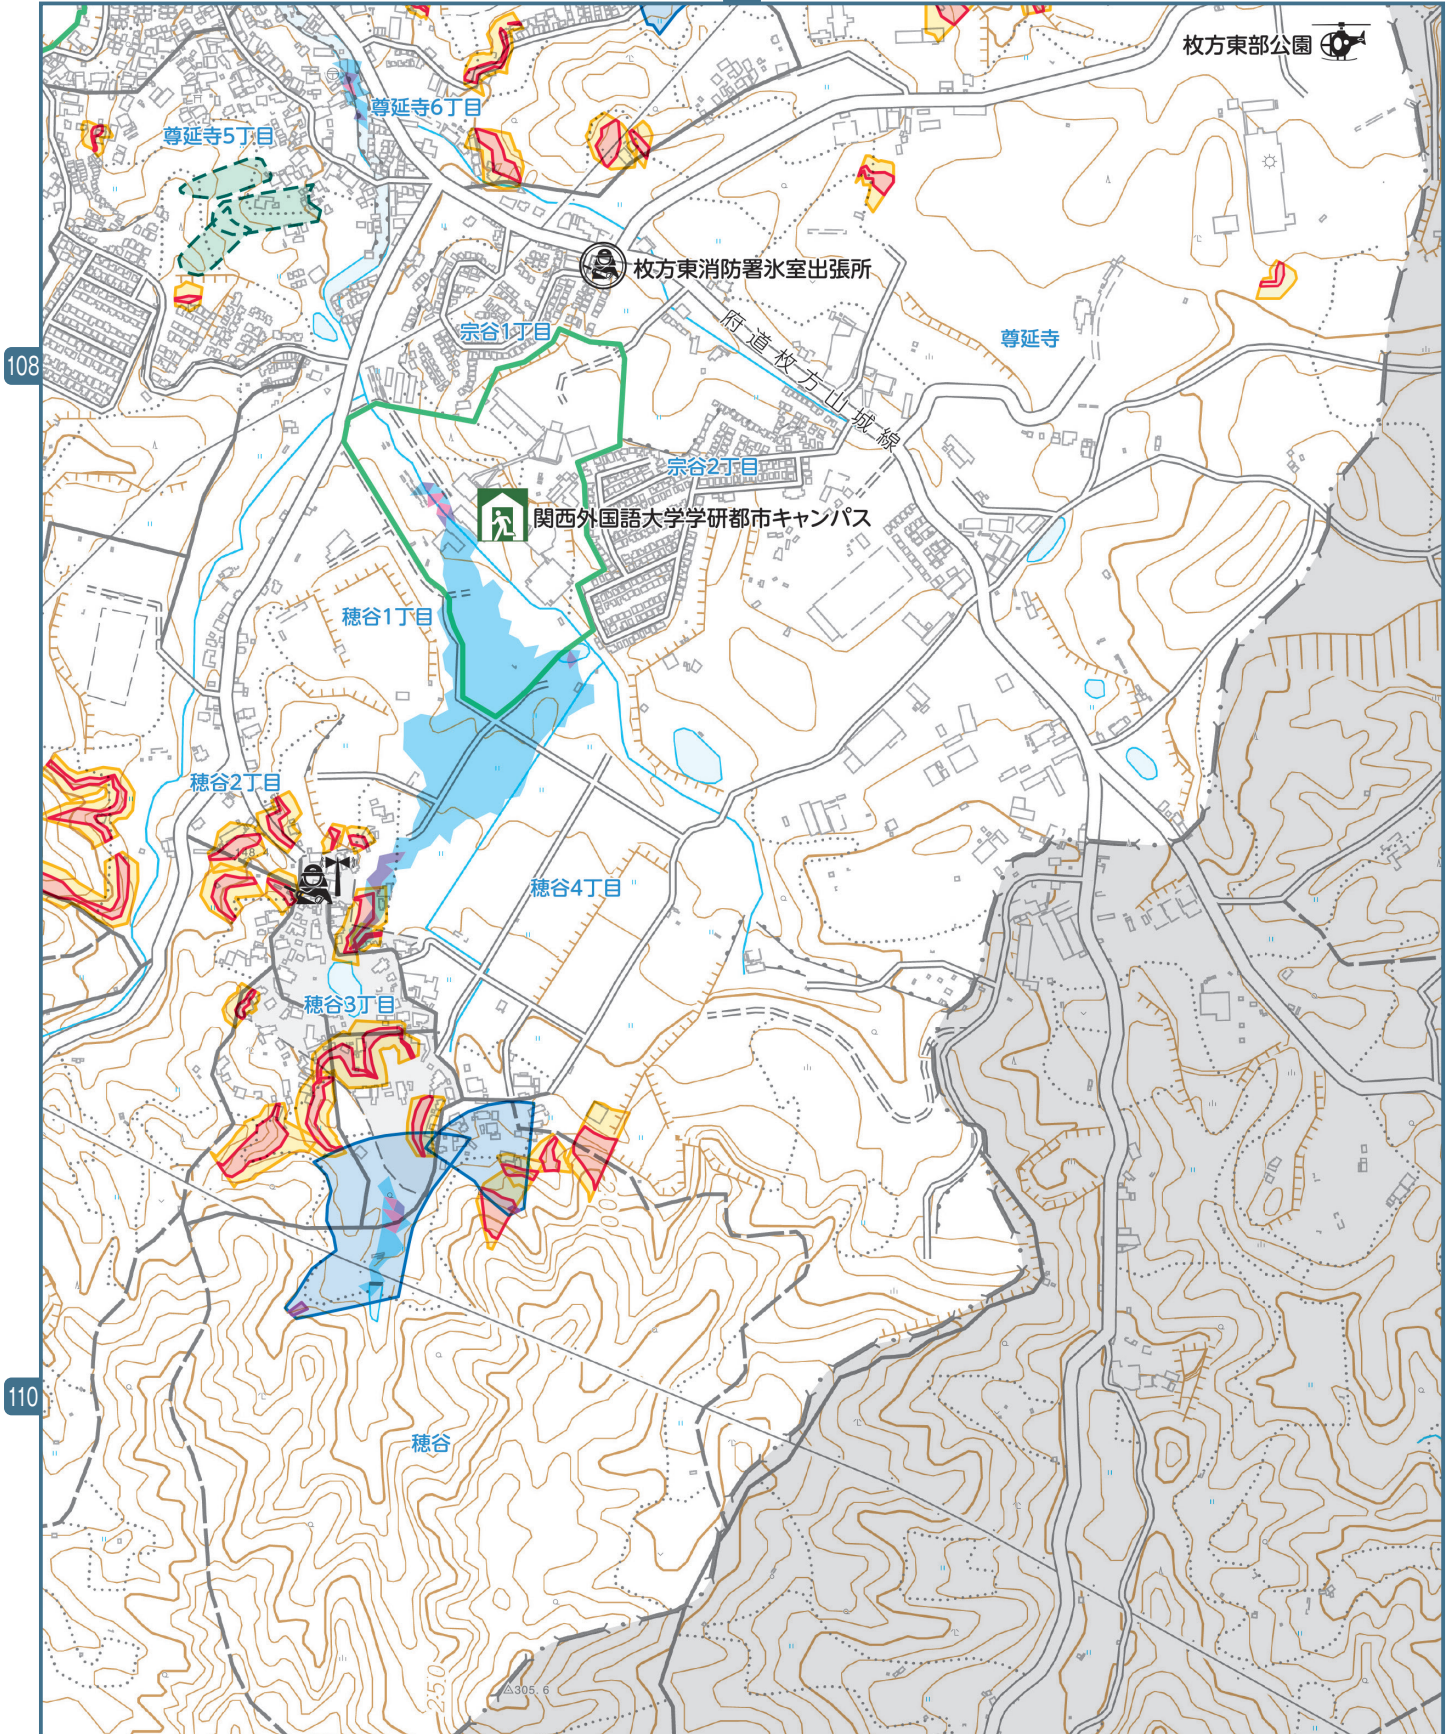 枚方東部公園
尊延寺6丁目
尊延寺5丁目
枚方東消防署氷室出張所
宗谷1丁目
府道枚方山城線
尊延寺
108
宗谷2丁目
関西外国語大学学研都市キャンパス
穂谷1丁目
穂谷2丁目
穂谷4丁目
穂谷3丁目
110
穂谷
250
305.6